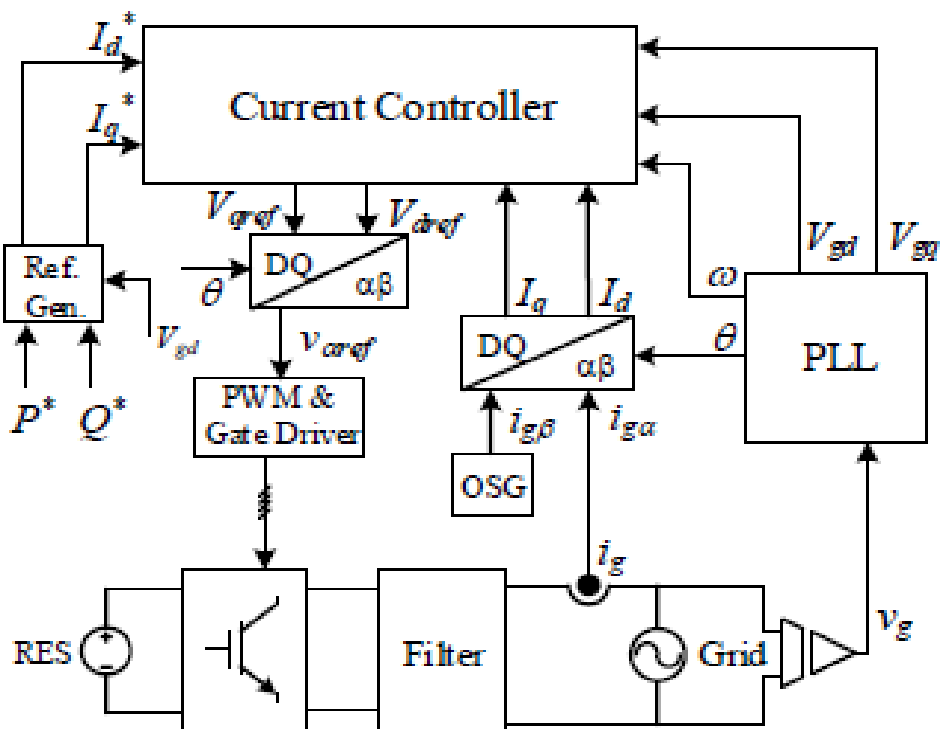 I_d^*
Current Controller
I_q^*
V_qref
V_dref
V_gd
V_gq
Ref.
Gen.
θ
DQ
αβ
ω
I_q
I_d
V_gd
v_αref
DQ
αβ
θ
PLL
P^*
Q^*
PWM &
Gate Driver
i_gβ
i_gα
OSG
i_g
v_g
RES
Filter
Grid